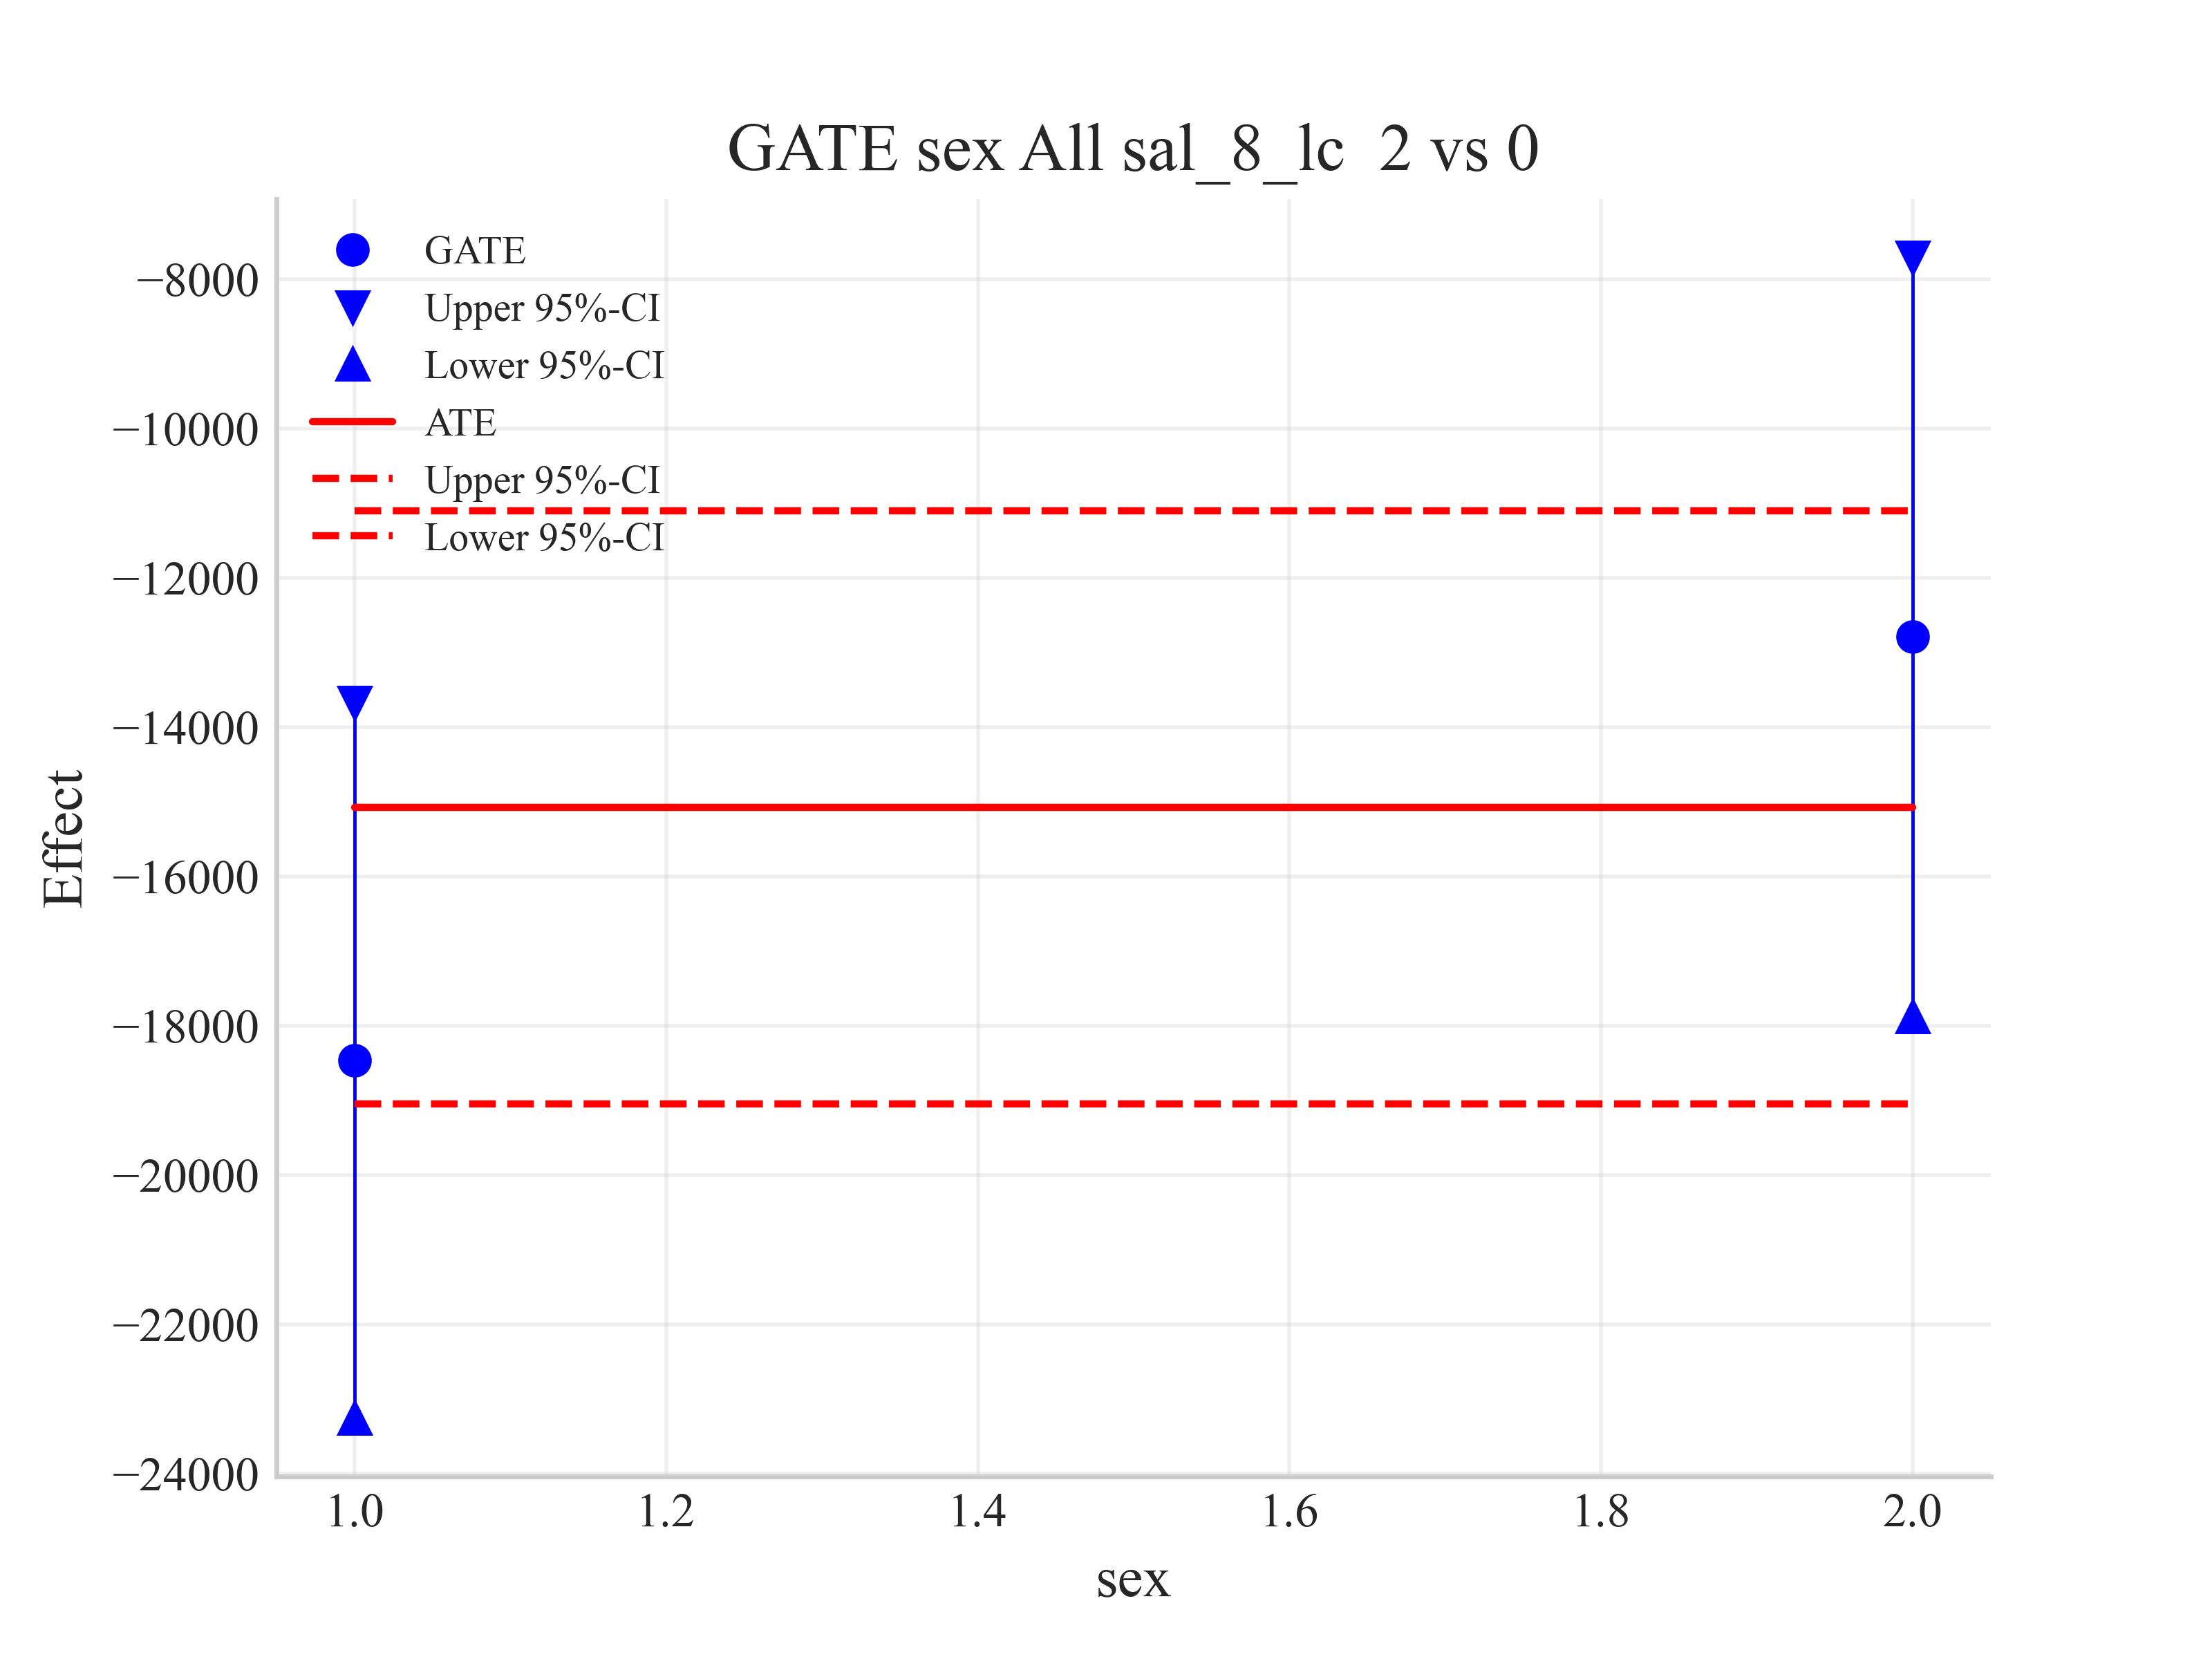 GATE sex All sal_8_lc  2 vs 0
GATE
Upper 95%-CI
Lower 95%-CI
ATE
Upper 95%-CI
Lower 95%-CI
−8000
−10000
−12000
−14000
−16000
−18000
−20000
−22000
−24000
Effect
1.0 1.2 1.4 1.6 1.8 2.0
sex